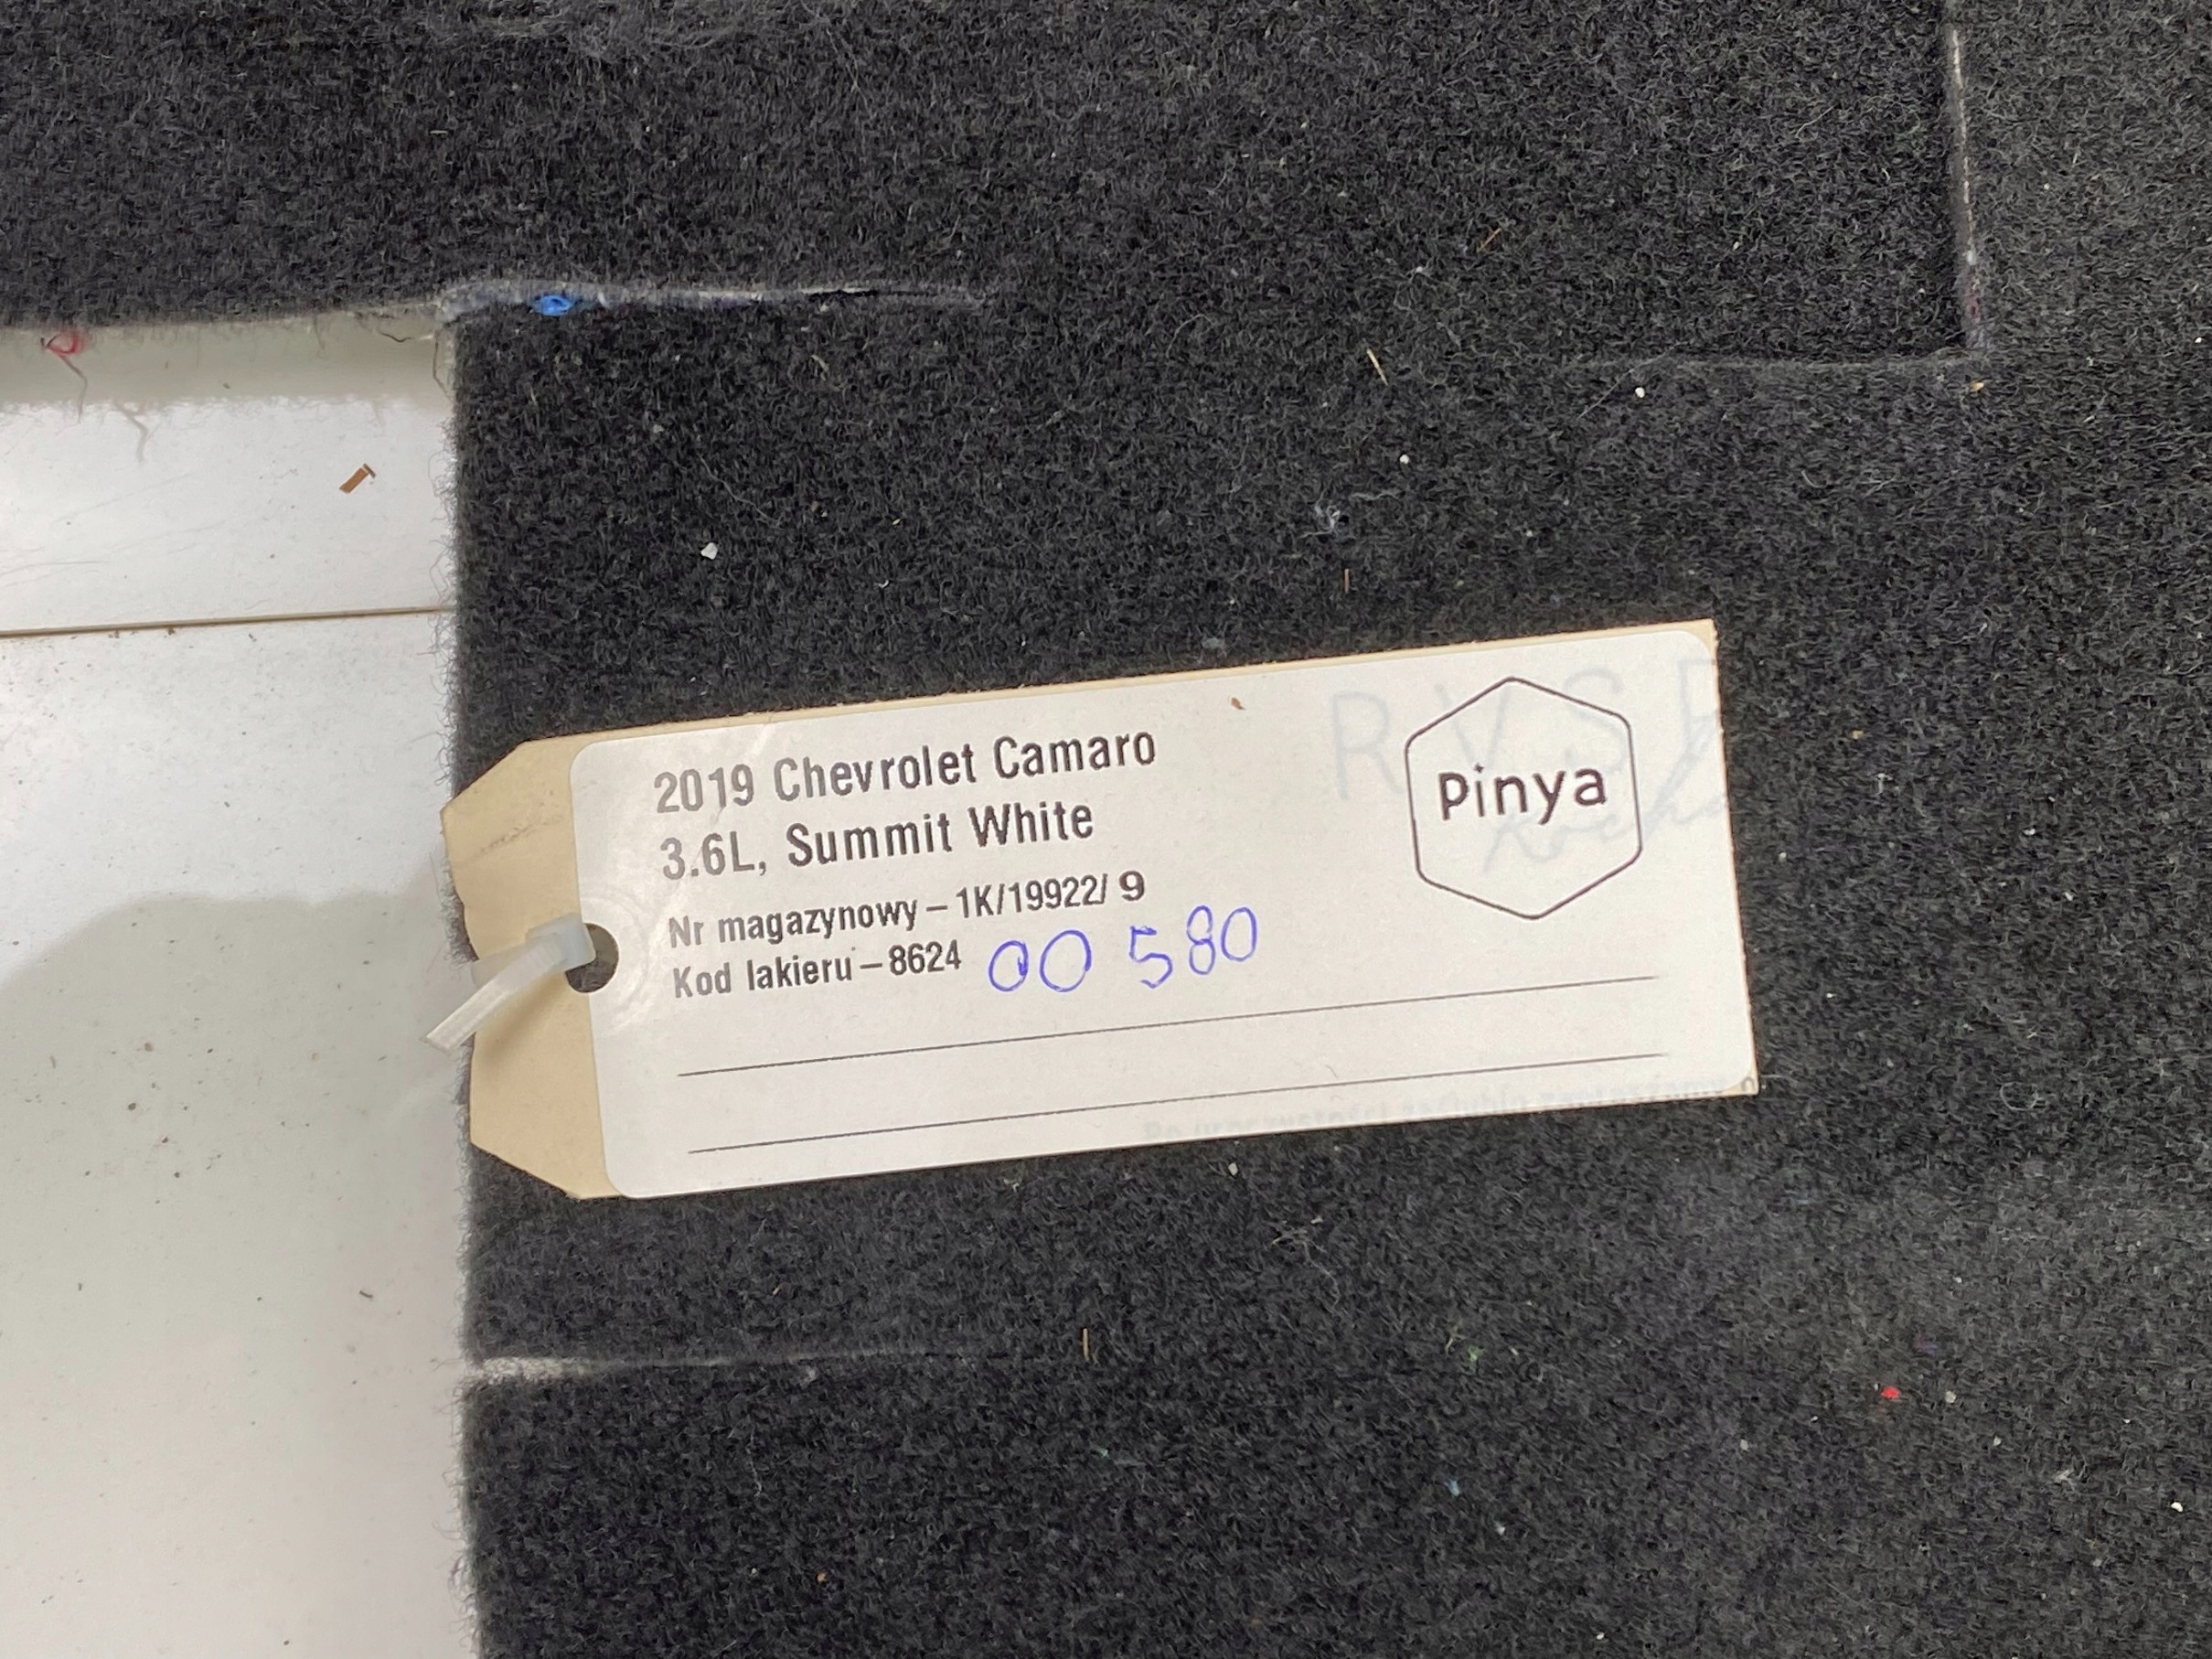 2019 Chevrolet Camaro
3.6L, Summit White
Nr magazynowy – 1K/19922/ 9
Kod lakieru – 8624 00 580
Pinya